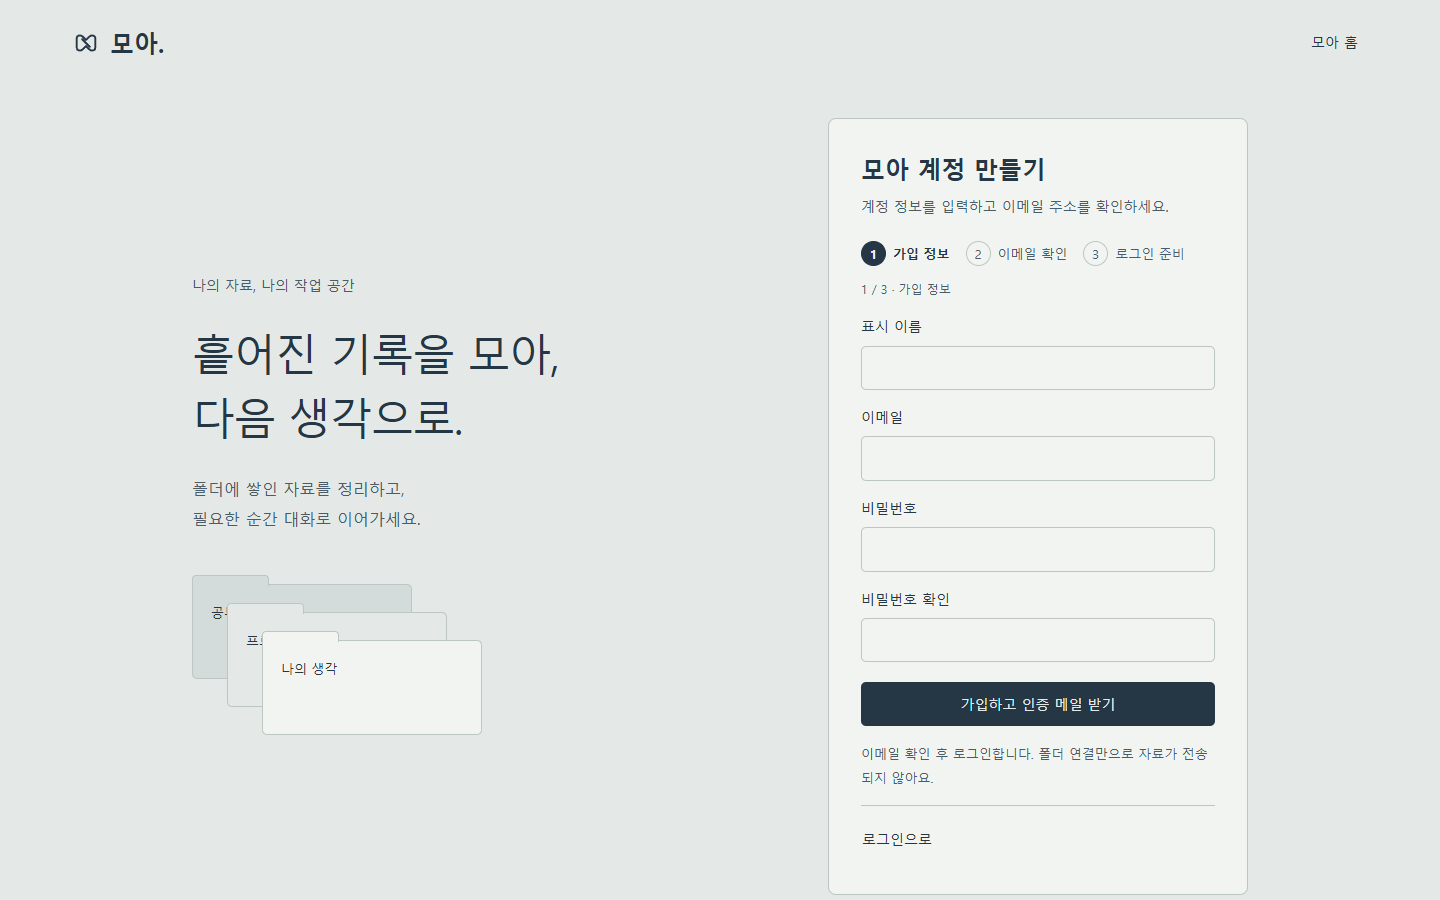 모아.
모아 홈
나의 자료, 나의 작업 공간
흩어진 기록을 모아,
다음 생각으로.
폴더에 쌓인 자료를 정리하고,
필요한 순간 대화로 이어가세요.
나의 생각
모아 계정 만들기
계정 정보를 입력하고 이메일 주소를 확인하세요.
1 가입 정보 2 이메일 확인 3 로그인 준비
1 / 3 · 가입 정보
표시 이름
이메일
비밀번호
비밀번호 확인
가입하고 인증 메일 받기
이메일 확인 후 로그인합니다. 폴더 연결만으로 자료가 전송
되지 않아요.
로그인으로